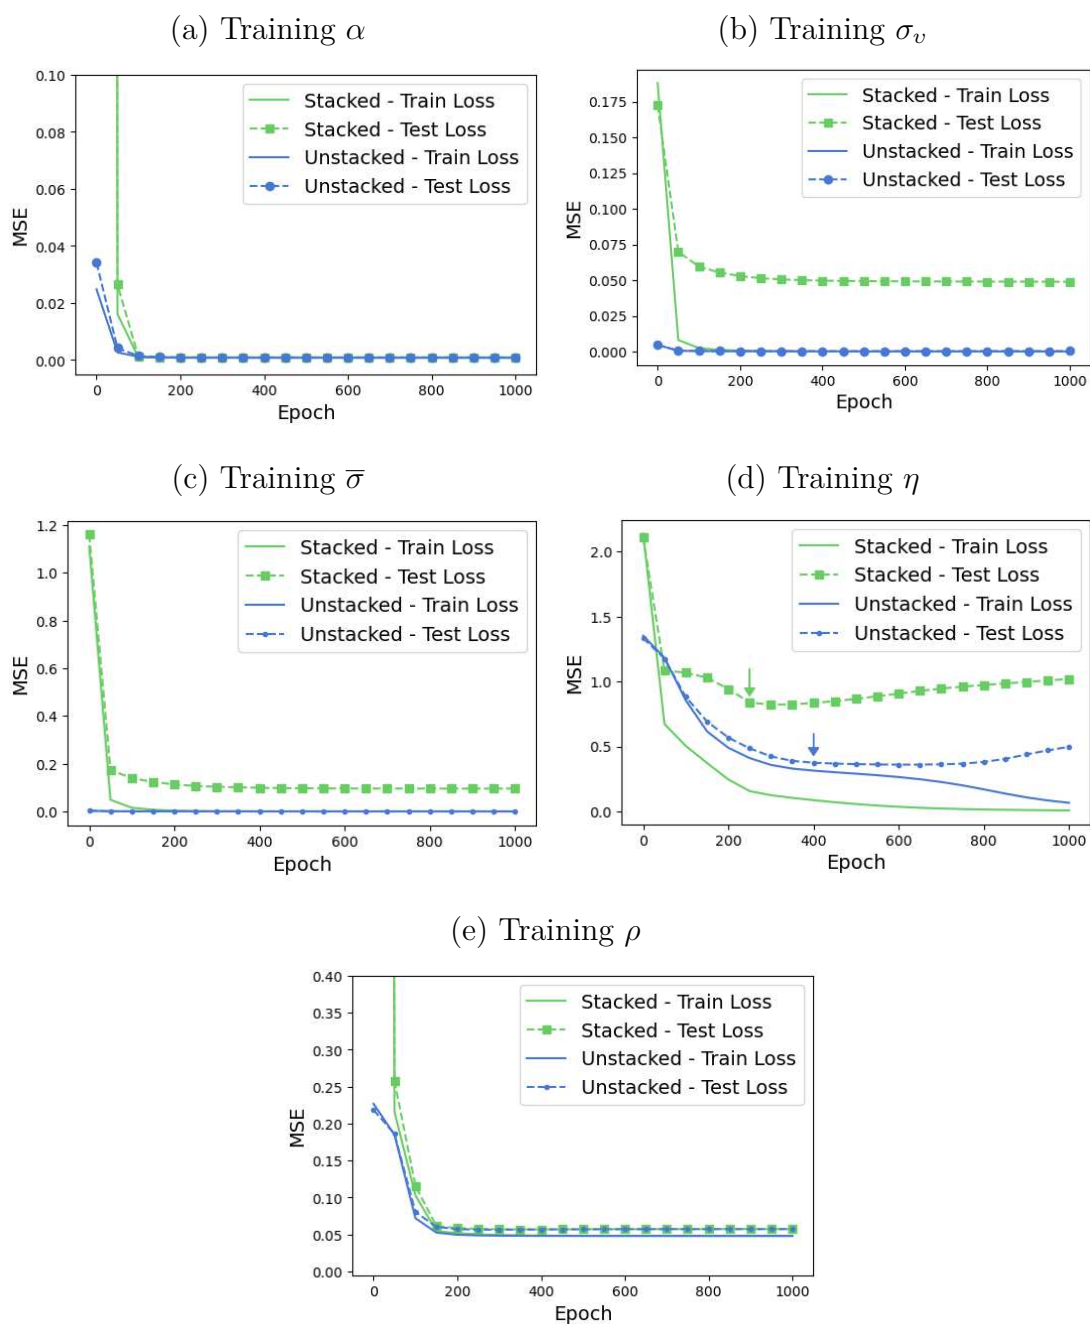 (a) Training α
0.10
0.08
0.06
0.04
0.02
0.00
MSE
Stacked - Train Loss
Stacked - Test Loss
Unstacked - Train Loss
Unstacked - Test Loss
0 200 400 600 800 1000
Epoch
(b) Training σᵥ
0.175
0.150
0.125
0.100
0.075
0.050
0.025
0.000
MSE
Stacked - Train Loss
Stacked - Test Loss
Unstacked - Train Loss
Unstacked - Test Loss
0 200 400 600 800 1000
Epoch
(c) Training σ̅
1.2
1.0
0.8
0.6
0.4
0.2
0.0
MSE
Stacked - Train Loss
Stacked - Test Loss
Unstacked - Train Loss
Unstacked - Test Loss
0 200 400 600 800 1000
Epoch
(d) Training η
2.0
1.5
1.0
0.5
0.0
MSE
Stacked - Train Loss
Stacked - Test Loss
Unstacked - Train Loss
Unstacked - Test Loss
0 200 400 600 800 1000
Epoch
(e) Training ρ
0.40
0.35
0.30
0.25
0.20
0.15
0.10
0.05
0.00
MSE
Stacked - Train Loss
Stacked - Test Loss
Unstacked - Train Loss
Unstacked - Test Loss
0 200 400 600 800 1000
Epoch